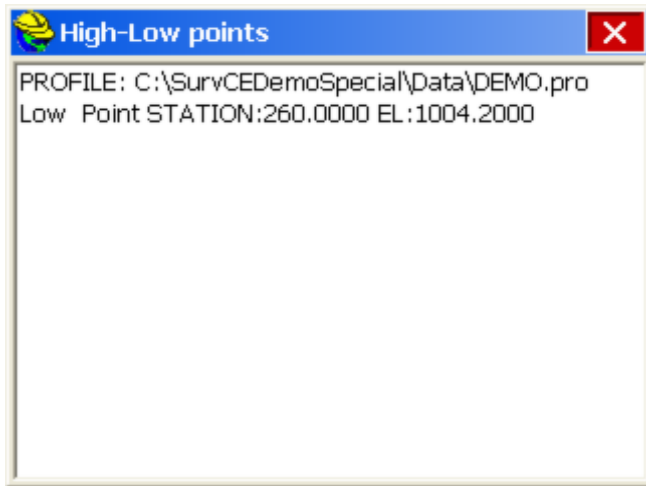 High-Low points
PROFILE: C:\SurvCEDemoSpecial\Data\DEMO.pro
Low Point STATION:260.0000 EL:1004.2000